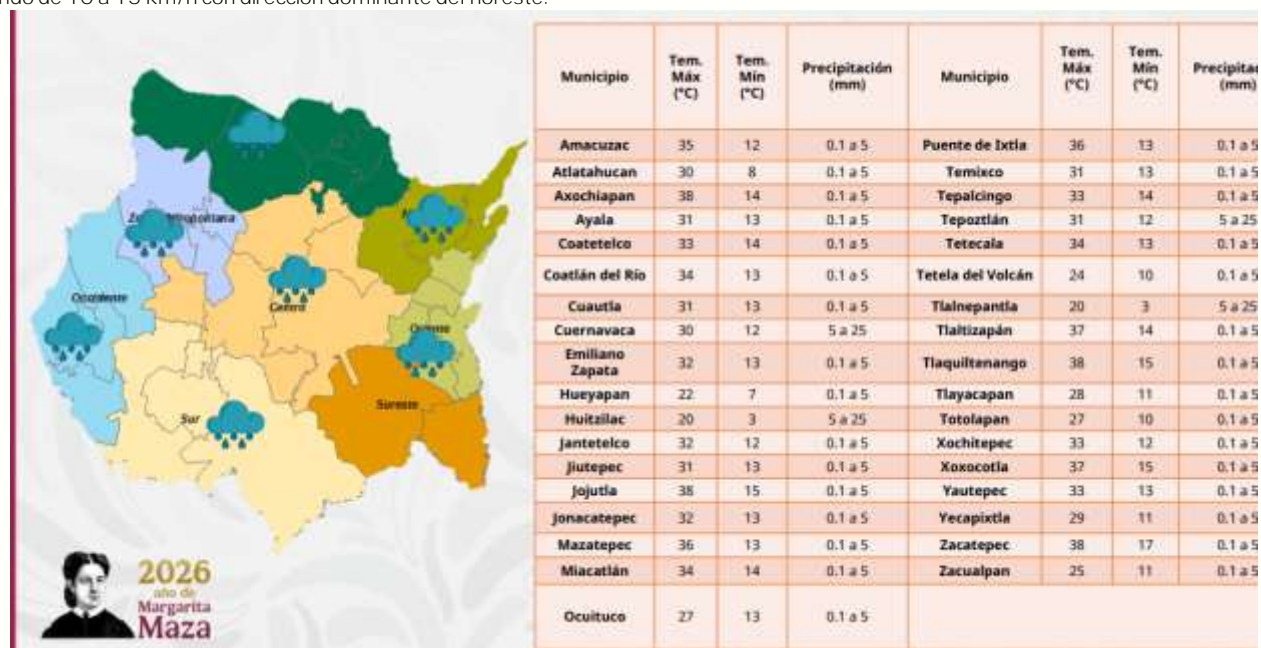 ndo de 10 a 15 km/h con dirección dominante del noreste.
Municipio Tem. Máx (°C) Tem. Mín (°C) Precipitación (mm) Municipio Tem. Máx (°C) Tem. Mín (°C) Precipita (mm)
Amacuzac 35 12 0.1 a 5 Puente de Ixtla 36 13 0.1 a 5
Atlatahucan 30 8 0.1 a 5 Temixco 31 13 0.1 a 5
Axochiapan 38 14 0.1 a 5 Tepalcingo 33 14 0.1 a 5
Ayala 31 13 0.1 a 5 Tepoztlán 31 12 5 a 25
Coatetelco 33 14 0.1 a 5 Tetecala 34 13 0.1 a 5
Coatlán del Río 34 13 0.1 a 5 Tetela del Volcán 24 10 0.1 a 5
Cuautla 31 13 0.1 a 5 Tlalnepantla 20 3 5 a 25
Cuernavaca 30 12 5 a 25 Tlaltizapán 37 14 0.1 a 5
Emiliano Zapata 32 13 0.1 a 5 Tlaquiltenango 38 15 0.1 a 5
Hueyapan 22 7 0.1 a 5 Tlayacapan 28 11 0.1 a 5
Huitzilac 20 3 5 a 25 Totolapan 27 10 0.1 a 5
Jantetelco 32 12 0.1 a 5 Xochitepec 33 12 0.1 a 5
Jiutepec 31 13 0.1 a 5 Xoxocotla 37 15 0.1 a 5
Jojutla 38 15 0.1 a 5 Yautepec 33 13 0.1 a 5
Jonacatepec 32 13 0.1 a 5 Yecapixtla 29 11 0.1 a 5
Mazatepec 36 13 0.1 a 5 Zacatepec 38 17 0.1 a 5
Miacatlán 34 14 0.1 a 5 Zacualpan 25 11 0.1 a 5
Ocuituco 27 13 0.1 a 5
Occidente
Centro
Oriente
Sur
Sureste
2026
año de
Margarita
Maza